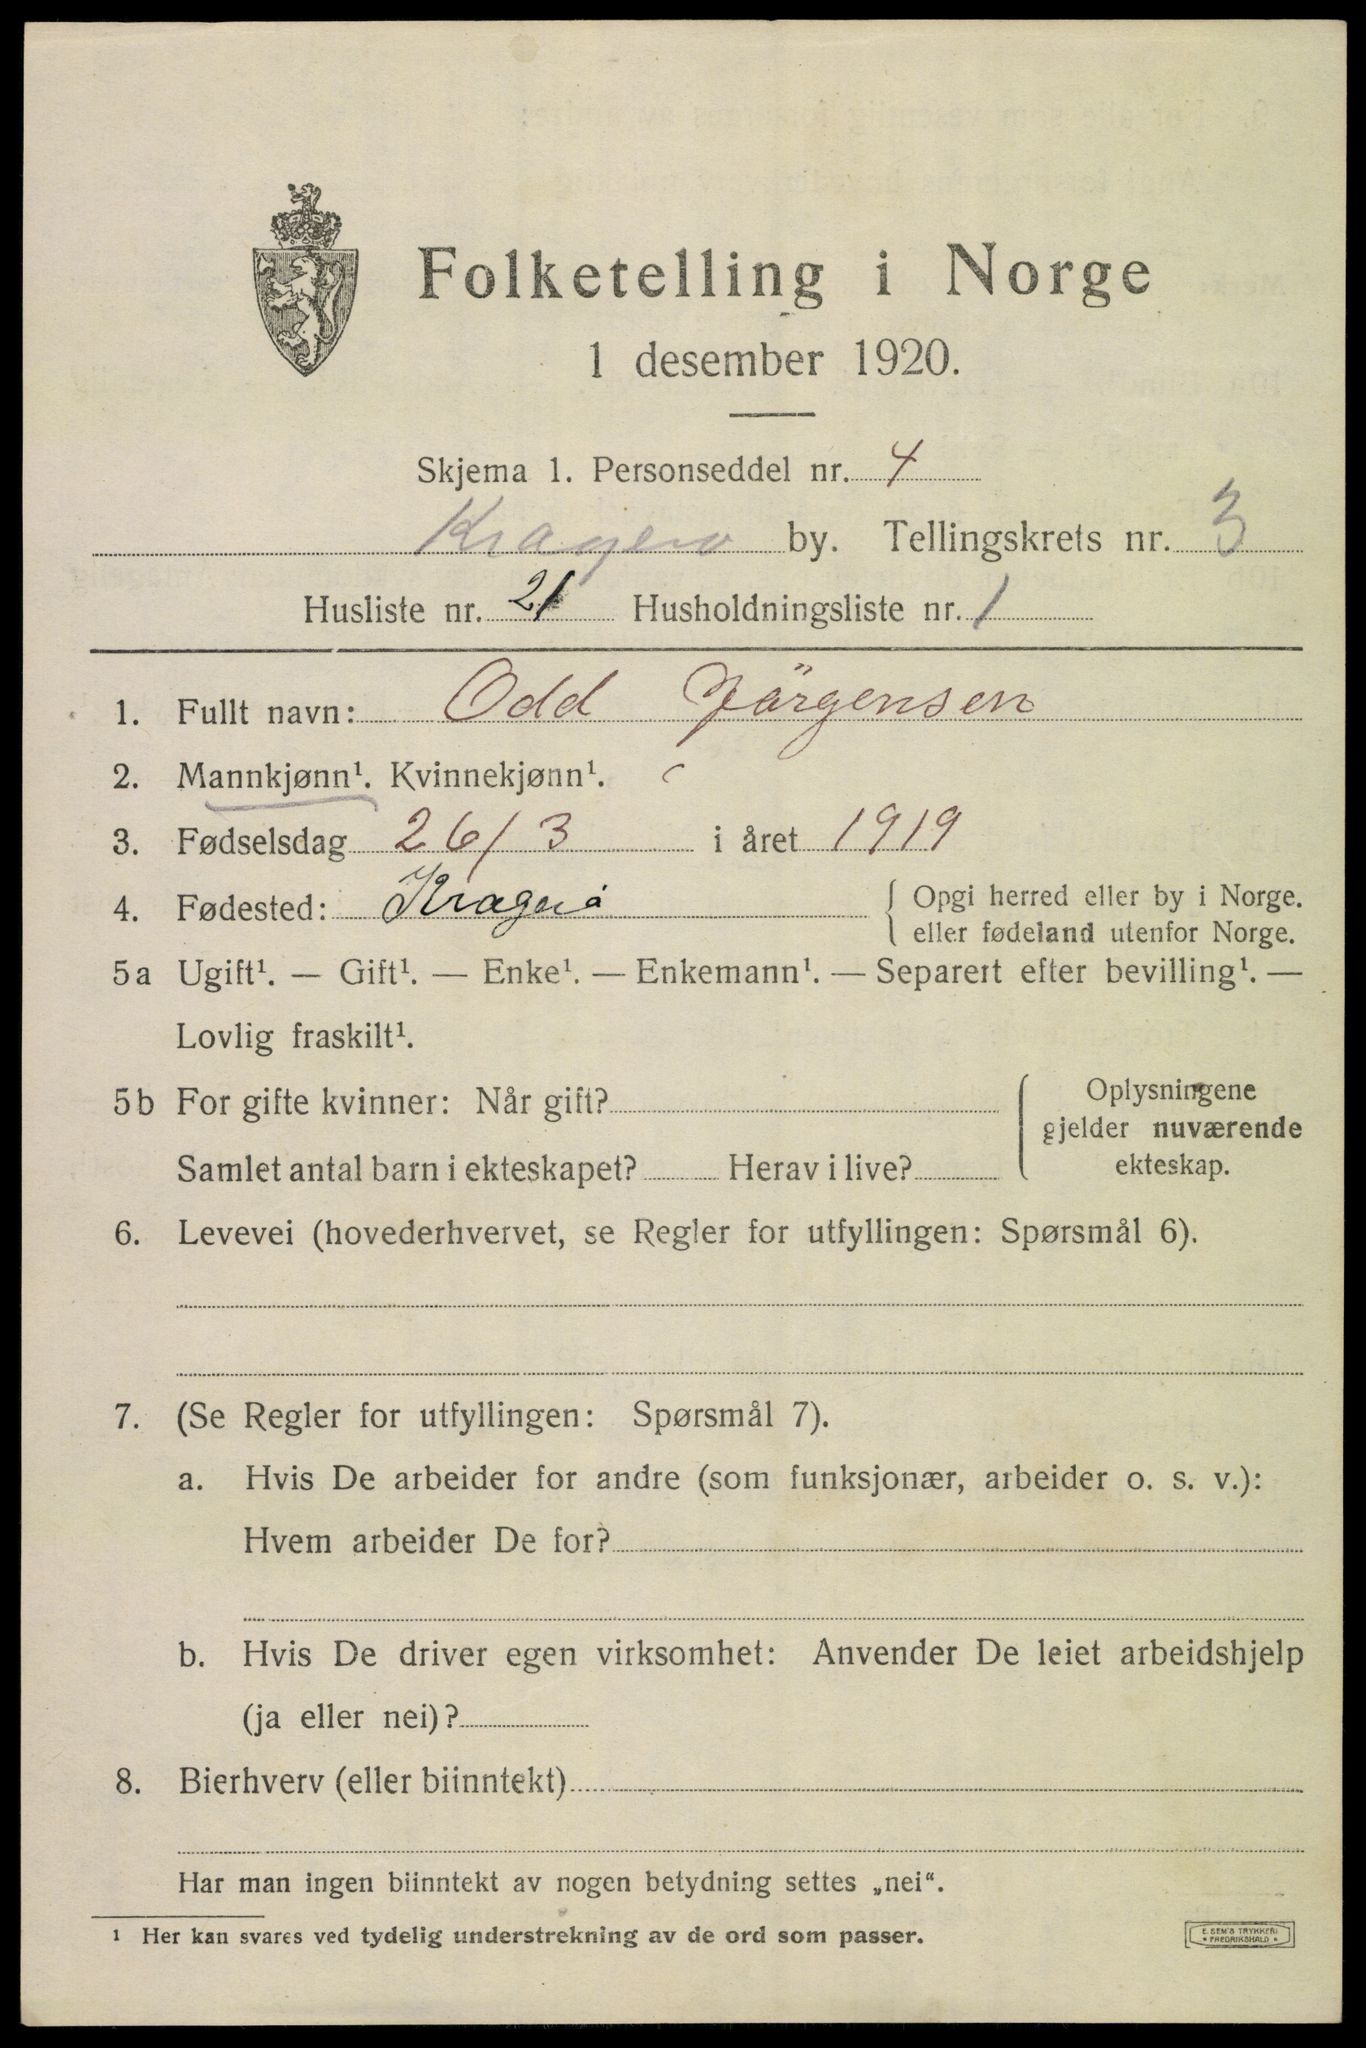 Folketelling i Norge
1 desember 1920.
Skjema 1. Personseddel nr. 4
Kragerø by. Tellingskrets nr. 3
Husliste nr. 21 Husholdningsliste nr. 1
1. Fullt navn: Odd Jörgensen
2. Mannkjønn¹. Kvinnekjønn¹.
3. Fødselsdag 26/3 i året 1919
4. Fødested: Kragerø { Opgi herred eller by i Norge.
eller fødeland utenfor Norge.
5a Ugift¹. — Gift¹. — Enke¹. — Enkemann¹. — Separert efter bevilling¹. —
Lovlig fraskilt¹.
5b For gifte kvinner: Når gift?
Samlet antal barn i ekteskapet? Herav i live?
Oplysningene
gjelder nuværende
ekteskap.
6. Levevei (hovederhvervet, se Regler for utfyllingen: Spørsmål 6).
7. (Se Regler for utfyllingen: Spørsmål 7).
a. Hvis De arbeider for andre (som funksjonær, arbeider o. s. v.):
Hvem arbeider De for?
b. Hvis De driver egen virksomhet: Anvender De leiet arbeidshjelp
(ja eller nei)?
8. Bierhverv (eller biinntekt)
Har man ingen biinntekt av nogen betydning settes „nei“.
¹ Her kan svares ved tydelig understrekning av de ord som passer.
E. SEM'S TRYKKERI
• FREDRIKSHALD •